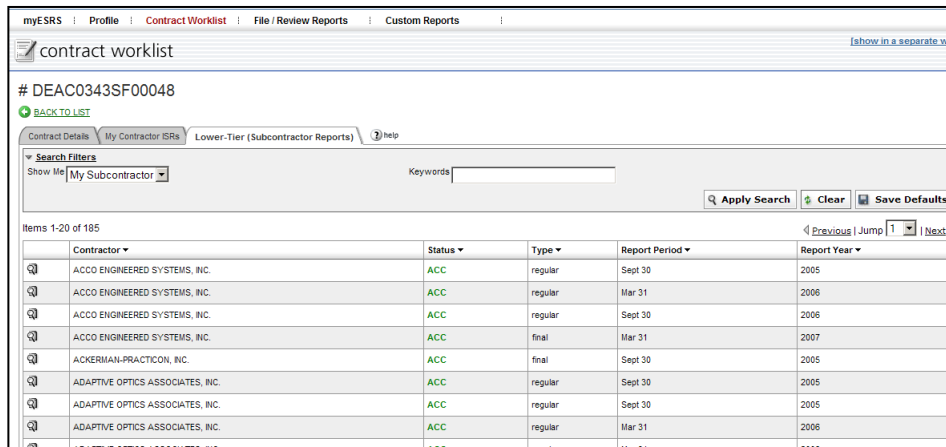 myESRS Profile Contract Worklist File / Review Reports Custom Reports
contract worklist [show in a separate w
# DEAC0343SF00048
BACK TO LIST
Contract Details My Contractor ISRs Lower-Tier (Subcontractor Reports) ? help
Search Filters
Show Me My Subcontractor Keywords
Apply Search Clear Save Defaults
Items 1-20 of 185 Previous | Jump 1 | Next
Contractor Status Type Report Period Report Year
ACCO ENGINEERED SYSTEMS, INC. ACC regular Sept 30 2005
ACCO ENGINEERED SYSTEMS, INC. ACC regular Mar 31 2006
ACCO ENGINEERED SYSTEMS, INC. ACC regular Sept 30 2006
ACCO ENGINEERED SYSTEMS, INC. ACC final Mar 31 2007
ACKERMAN-PRACTICON, INC. ACC final Sept 30 2005
ADAPTIVE OPTICS ASSOCIATES, INC. ACC regular Sept 30 2005
ADAPTIVE OPTICS ASSOCIATES, INC. ACC regular Sept 30 2005
ADAPTIVE OPTICS ASSOCIATES, INC. ACC regular Mar 31 2006